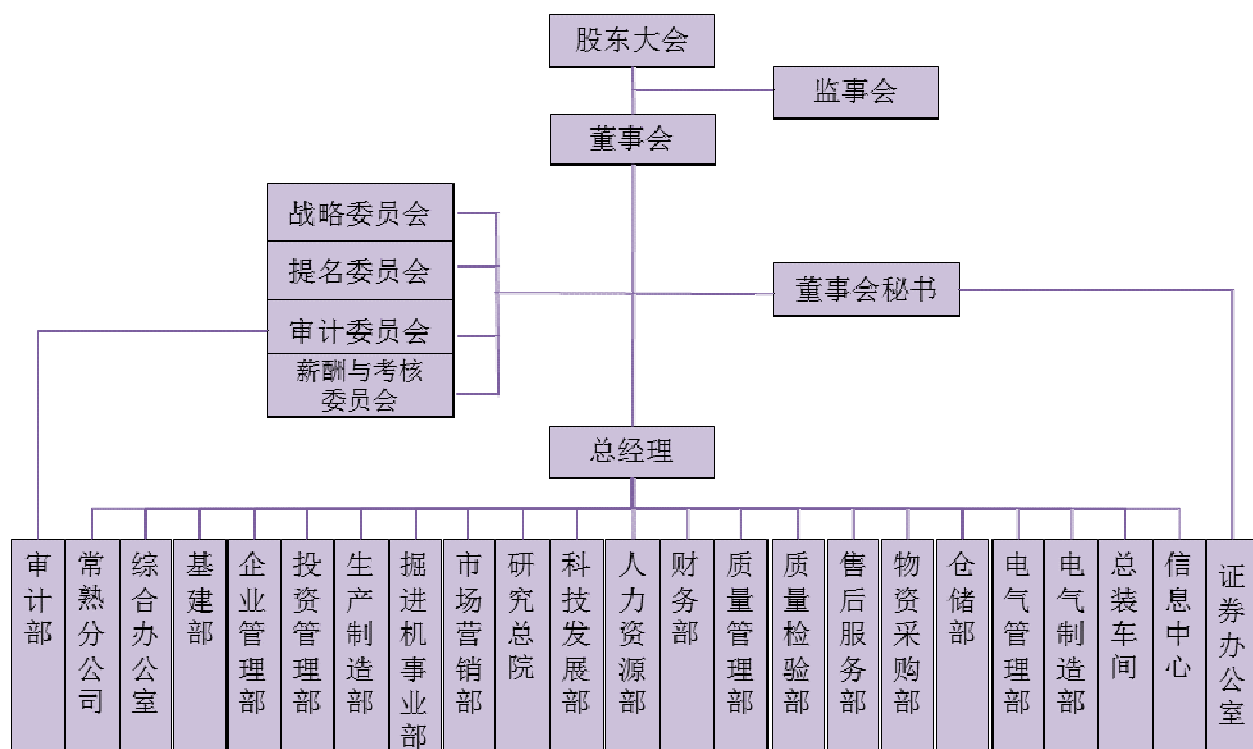 股东大会
监事会
董事会
战略委员会
提名委员会
董事会秘书
审计委员会
薪酬与考核
委员会
总经理
审计部
常熟分公司
综合办公室
基建部
企业管理部
投资管理部
生产制造部
掘进机事业部
市场营销部
研究总院
科技发展部
人力资源部
财务部
质量管理部
质量检验部
售后服务部
物资采购部
仓储部
电气管理部
电气制造部
总装车间
信息中心
证券办公室